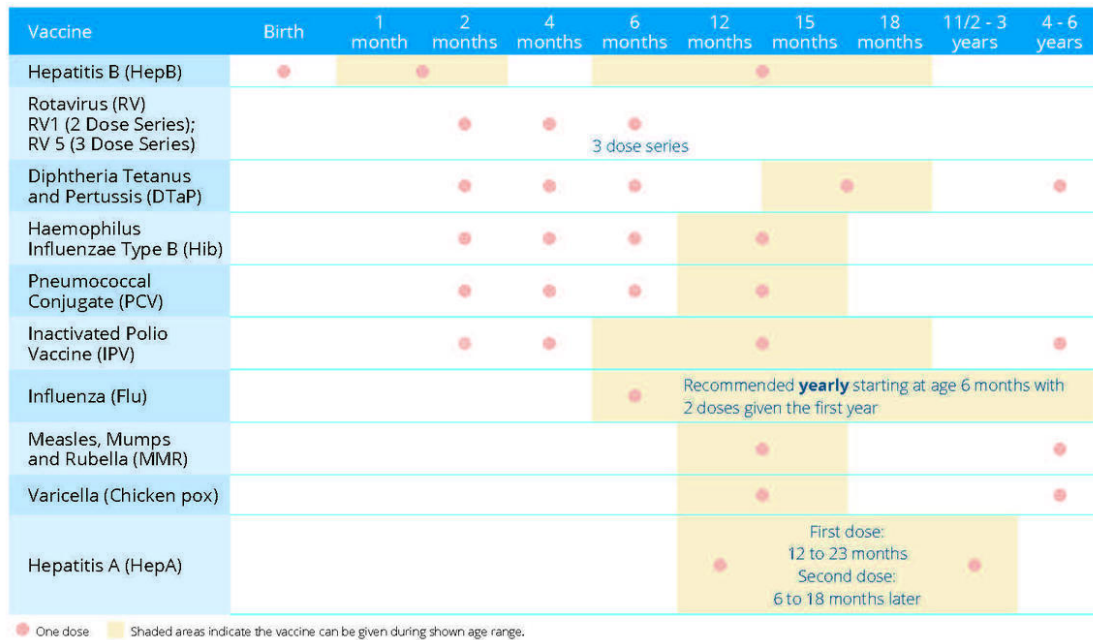 Vaccine
Birth
1
month
2
months
4
months
6
months
12
months
15
months
18
months
11/2 - 3
years
4 - 6
years
Hepatitis B (HepB)
Rotavirus (RV)
RV1 (2 Dose Series);
RV 5 (3 Dose Series)
3 dose series
Diphtheria Tetanus
and Pertussis (DTaP)
Haemophilus
Influenzae Type B (Hib)
Pneumococcal
Conjugate (PCV)
Inactivated Polio
Vaccine (IPV)
Influenza (Flu)
Recommended yearly starting at age 6 months with
2 doses given the first year
Measles, Mumps
and Rubella (MMR)
Varicella (Chicken pox)
Hepatitis A (HepA)
First dose:
12 to 23 months
Second dose:
6 to 18 months later
One dose
Shaded areas indicate the vaccine can be given during shown age range.